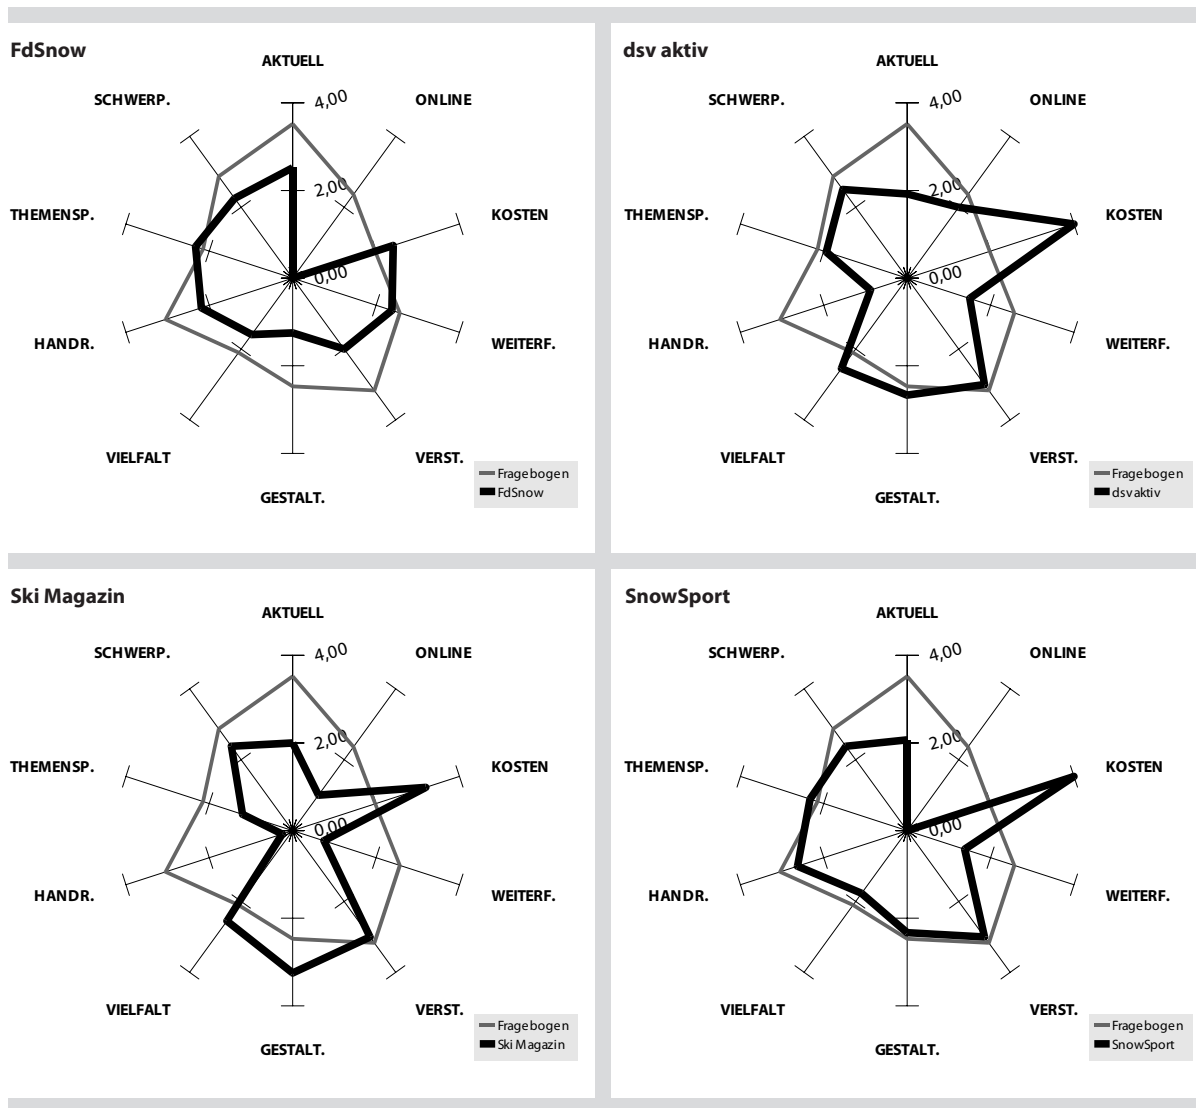 FdSnow
AKTUELL
4,00
SCHWERP.
ONLINE
2,00
THEMENSP.
KOSTEN
0,00
HANDR.
WEITERF.
VIELFALT
VERST.
GESTALT.
Fragebogen
FdSnow
dsv aktiv
AKTUELL
4,00
SCHWERP.
ONLINE
2,00
THEMENSP.
KOSTEN
0,00
HANDR.
WEITERF.
VIELFALT
VERST.
GESTALT.
Fragebogen
dsv aktiv
Ski Magazin
AKTUELL
4,00
SCHWERP.
ONLINE
2,00
THEMENSP.
KOSTEN
0,00
HANDR.
WEITERF.
VIELFALT
VERST.
GESTALT.
Fragebogen
Ski Magazin
SnowSport
AKTUELL
4,00
SCHWERP.
ONLINE
2,00
THEMENSP.
KOSTEN
0,00
HANDR.
WEITERF.
VIELFALT
VERST.
GESTALT.
Fragebogen
SnowSport